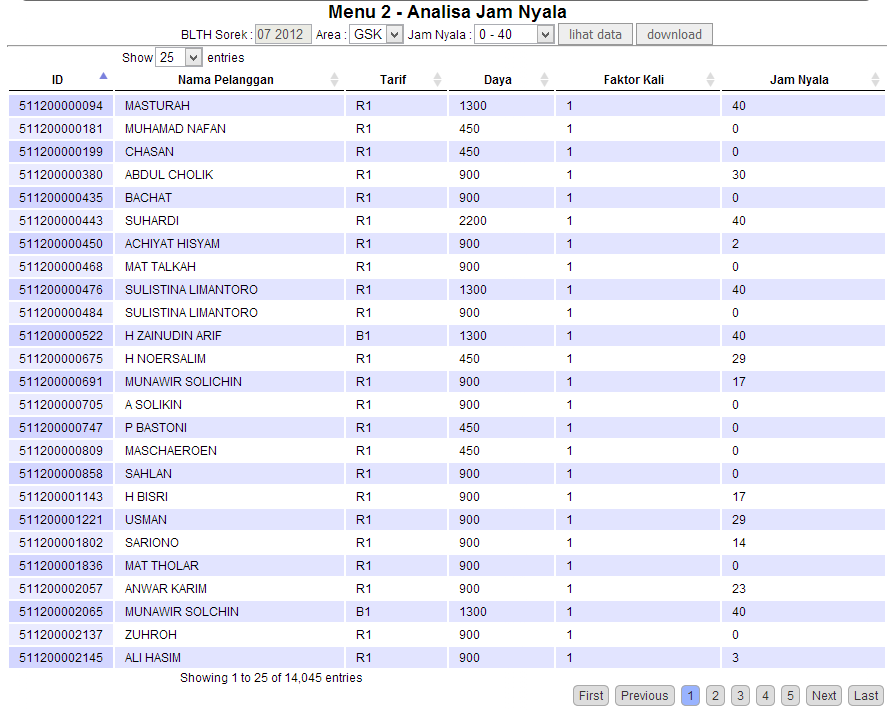 Menu 2 - Analisa Jam Nyala
BLTH Sorek : 07 2012 Area : GSK Jam Nyala : 0 - 40 lihat data download
Show 25 entries
ID Nama Pelanggan Tarif Daya Faktor Kali Jam Nyala
511200000094 MASTURAH R1 1300 1 40
511200000181 MUHAMAD NAFAN R1 450 1 0
511200000199 CHASAN R1 450 1 0
511200000380 ABDUL CHOLIK R1 900 1 30
511200000435 BACHAT R1 900 1 0
511200000443 SUHARDI R1 2200 1 40
511200000450 ACHIYAT HISYAM R1 900 1 2
511200000468 MAT TALKAH R1 900 1 0
511200000476 SULISTINA LIMANTORO R1 1300 1 40
511200000484 SULISTINA LIMANTORO R1 900 1 0
511200000522 H ZAINUDIN ARIF B1 1300 1 40
511200000675 H NOERSALIM R1 450 1 29
511200000691 MUNAWIR SOLICHIN R1 900 1 17
511200000705 A SOLIKIN R1 900 1 0
511200000747 P BASTONI R1 450 1 0
511200000809 MASCHAEROEN R1 450 1 0
511200000858 SAHLAN R1 900 1 0
511200001143 H BISRI R1 900 1 17
511200001221 USMAN R1 900 1 29
511200001802 SARIONO R1 900 1 14
511200001836 MAT THOLAR R1 900 1 0
511200002057 ANWAR KARIM R1 900 1 23
511200002065 MUNAWIR SOLCHIN B1 1300 1 40
511200002137 ZUHROH R1 900 1 0
511200002145 ALI HASIM R1 900 1 3
Showing 1 to 25 of 14,045 entries
First Previous 1 2 3 4 5 Next Last